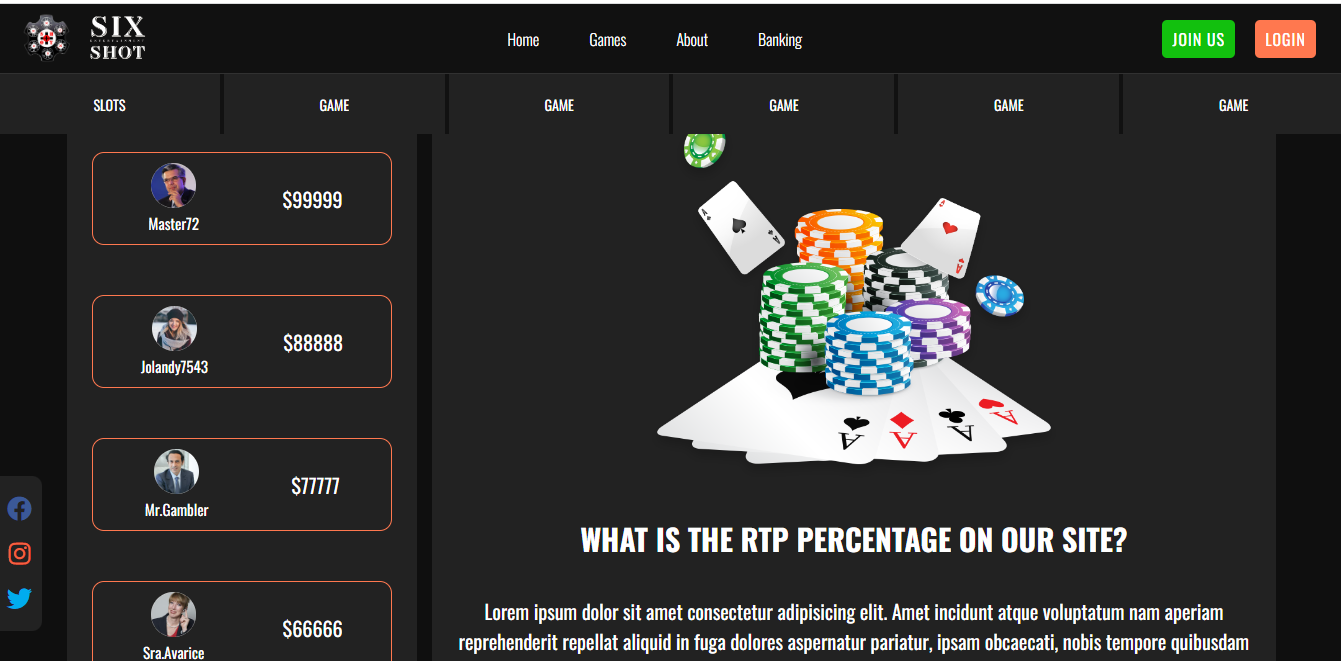 SIX
ENTERTAINMENT
SHOT
Home Games About Banking
JOIN US LOGIN
SLOTS GAME GAME GAME GAME GAME
$99999
Master72
$88888
Jolandy7543
$77777
Mr.Gambler
$66666
Sra.Avarice
A
A
A
A
A A A A
WHAT IS THE RTP PERCENTAGE ON OUR SITE?
Lorem ipsum dolor sit amet consectetur adipisicing elit. Amet incidunt atque voluptatum nam aperiam
reprehenderit repellat aliquid in fuga dolores aspernatur pariatur, ipsam obcaecati, nobis tempore quibusdam